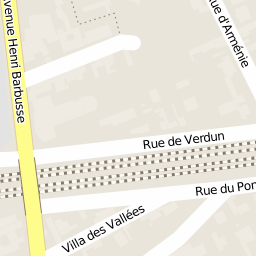 Avenue Henri Barbusse
Rue d'Arménie
Rue de Verdun
Rue du Pon
Villa des Vallées